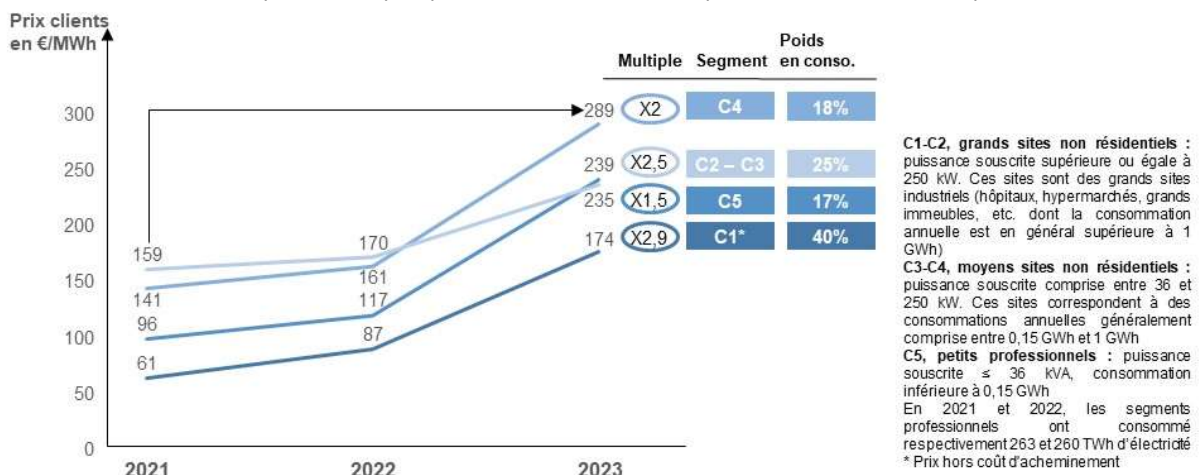 Prix clients
en €/MWh
Poids
Multiple Segment en conso.
300
289 X2 C4 18%
250
239 X2,5 C2 – C3 25%
200
235 X1,5 C5 17%
174 X2,9 C1* 40%
159
170
150
161
141
117
96
100
87
61
50
0
2021 2022 2023
C1-C2, grands sites non résidentiels :
puissance souscrite supérieure ou égale à
250 kW. Ces sites sont des grands sites
industriels (hôpitaux, hypermarchés, grands
immeubles, etc. dont la consommation
annuelle est en général supérieure à 1
GWh)
C3-C4, moyens sites non résidentiels :
puissance souscrite comprise entre 36 et
250 kW. Ces sites correspondent à des
consommations annuelles généralement
comprise entre 0,15 GWh et 1 GWh
C5, petits professionnels : puissance
souscrite ≤ 36 kVA, consommation
inférieure à 0,15 GWh
En 2021 et 2022, les segments
professionnels ont consommé
respectivement 263 et 260 TWh d'électricité
* Prix hors coût d'acheminement